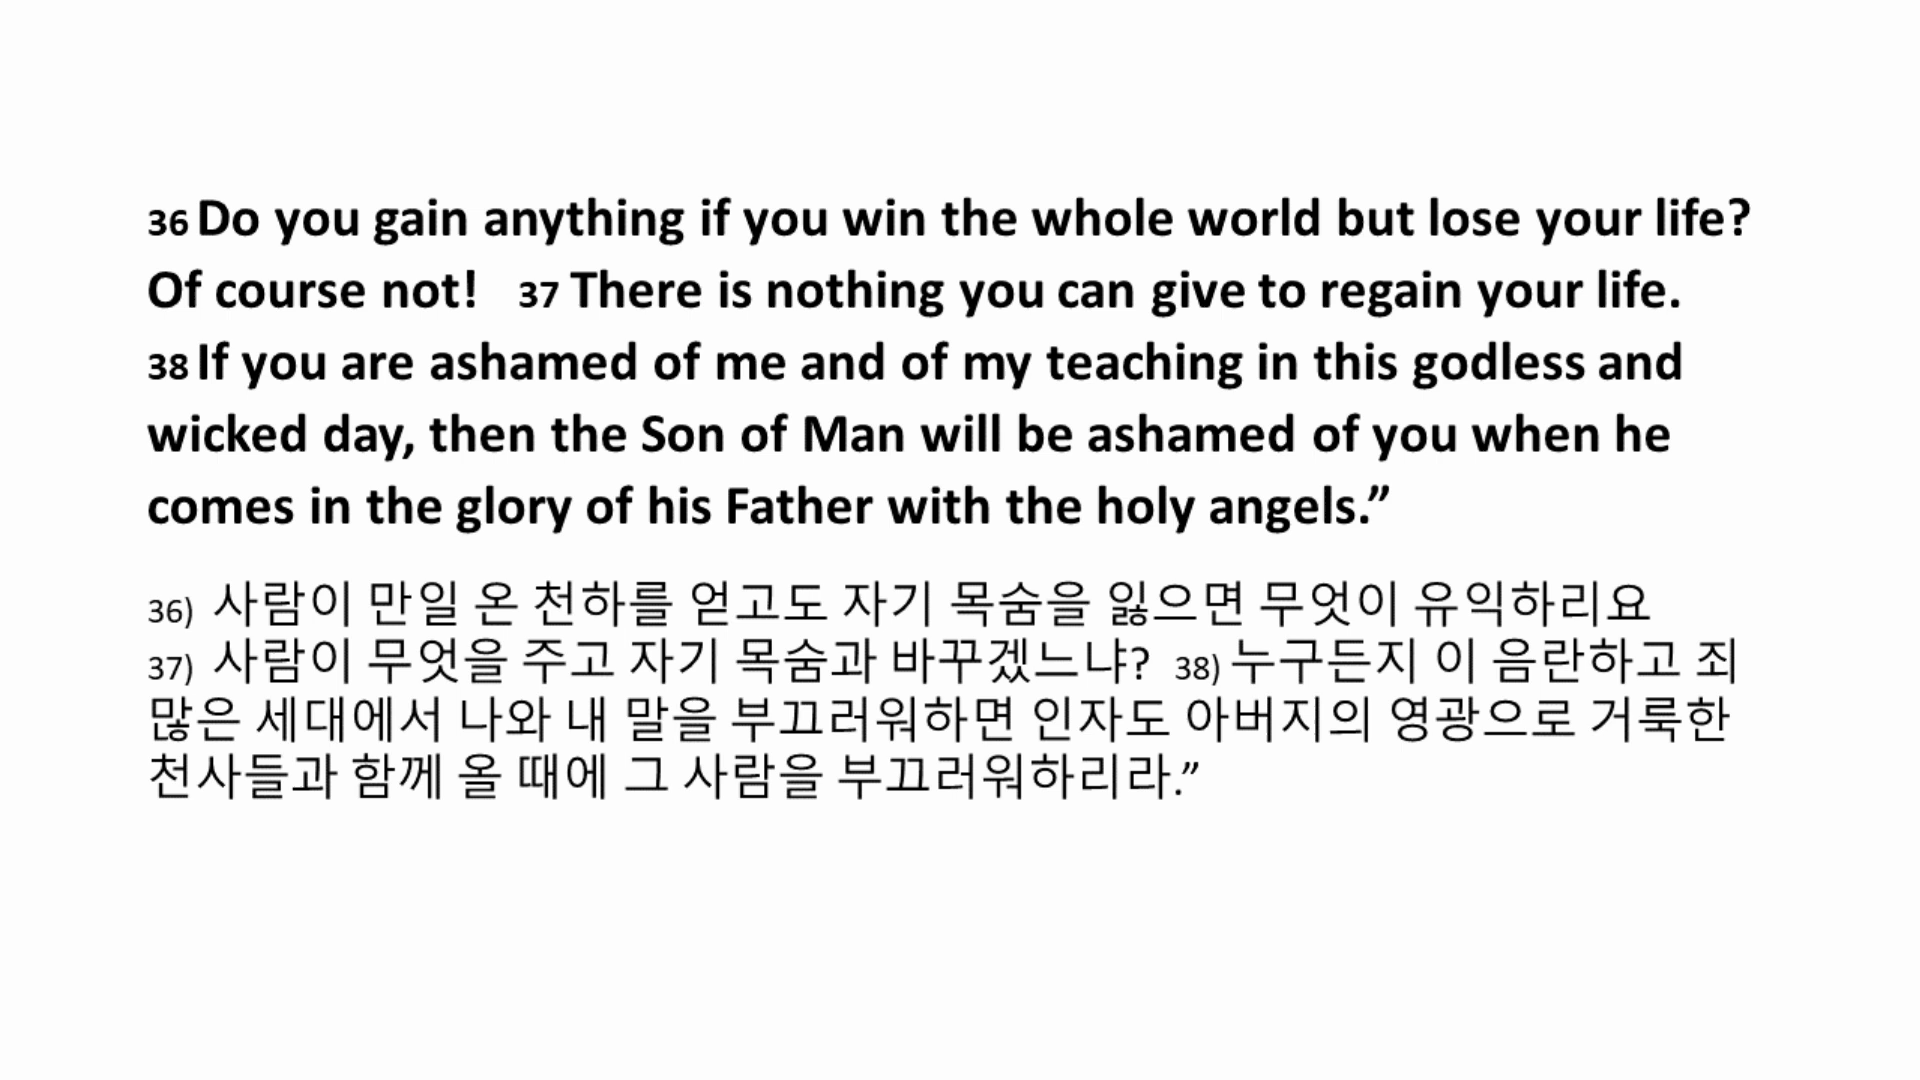 36 Do you gain anything if you win the whole world but lose your life?
Of course not! 37 There is nothing you can give to regain your life.
38 If you are ashamed of me and of my teaching in this godless and
wicked day, then the Son of Man will be ashamed of you when he
comes in the glory of his Father with the holy angels.”
36) 사람이 만일 온 천하를 얻고도 자기 목숨을 잃으면 무엇이 유익하리요
37) 사람이 무엇을 주고 자기 목숨과 바꾸겠느냐? 38) 누구든지 이 음란하고 죄
많은 세대에서 나와 내 말을 부끄러워하면 인자도 아버지의 영광으로 거룩한
천사들과 함께 올 때에 그 사람을 부끄러워하리라.”